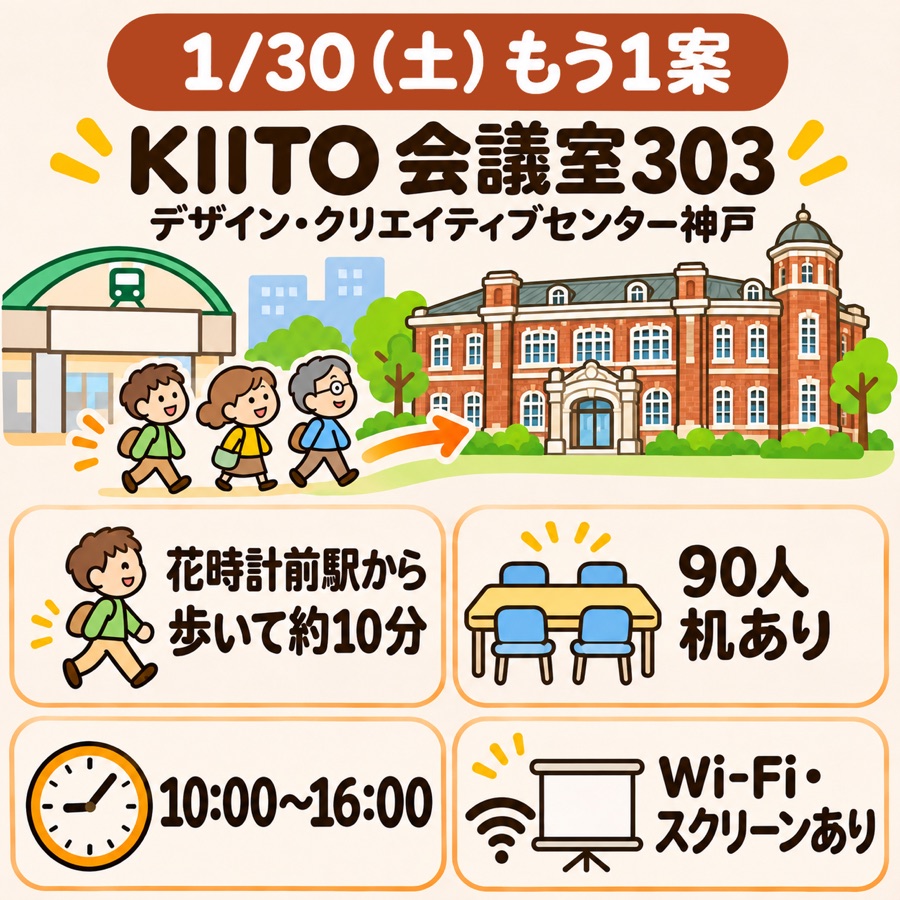 1/30（土）もう1案
KIITO 会議室303
デザイン・クリエイティブセンター神戸
花時計前駅から
歩いて約10分
90人
机あり
10:00〜16:00
Wi-Fi・
スクリーンあり